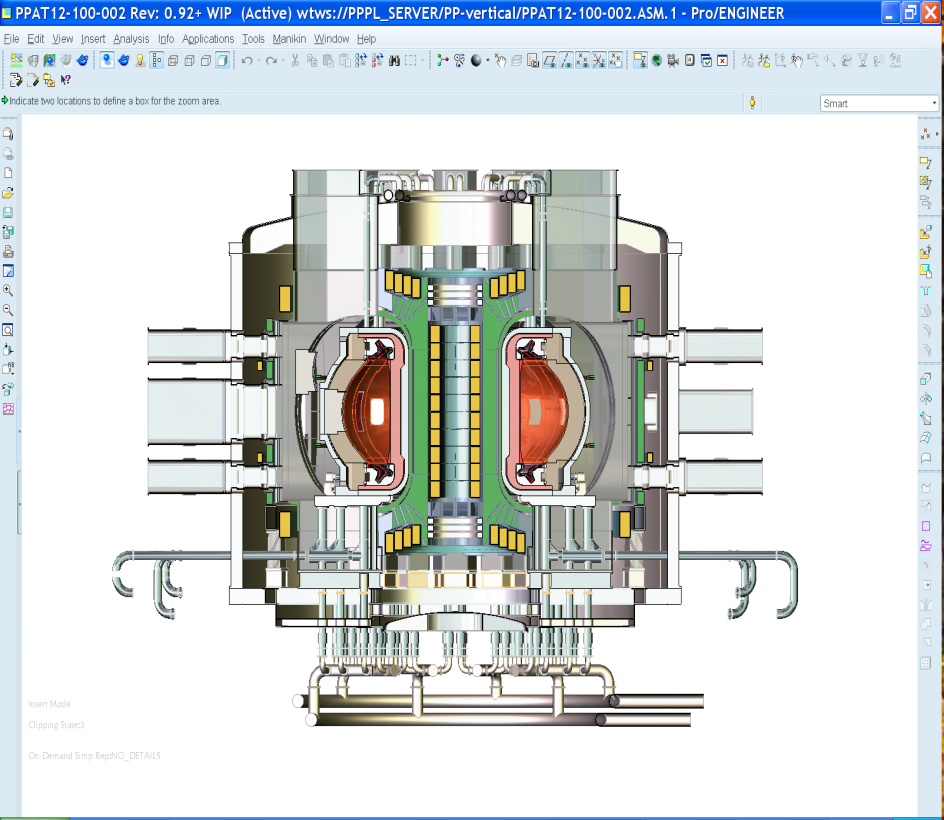 PPAT12-100-002 Rev: 0.92+ WIP (Active) wtws://PPPL_SERVER/PP-vertical/PPAT12-100-002.ASM.1 - Pro/ENGINEER
File Edit View Insert Analysis Info Applications Tools Manikin Window Help
Indicate two locations to define a box for the zoom area.
Smart
Insert Mode
Clipping State:3
On-Demand Simp Rep:NO_DETAILS